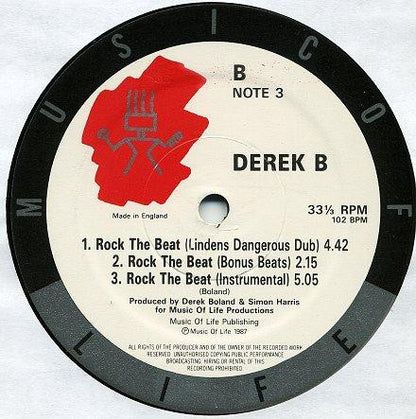 MUSIC OF LIFE
B
NOTE 3
DEREK B
Made in England
33⅓ RPM
102 BPM
1. Rock The Beat (Lindens Dangerous Dub) 4.42
2. Rock The Beat (Bonus Beats) 2.15
3. Rock The Beat (Instrumental) 5.05
(Boland)
Produced by Derek Boland & Simon Harris
for Music Of Life Productions
Music Of Life Publishing
Ⓟ Music Of Life 1987
ALL RIGHTS OF THE PRODUCER AND OF THE OWNER OF THE RECORDED WORK
RESERVED. UNAUTHORISED COPYING PUBLIC PERFORMANCE
BROADCASTING. HIRING OR RENTAL OF THIS
RECORDING PROHIBITED